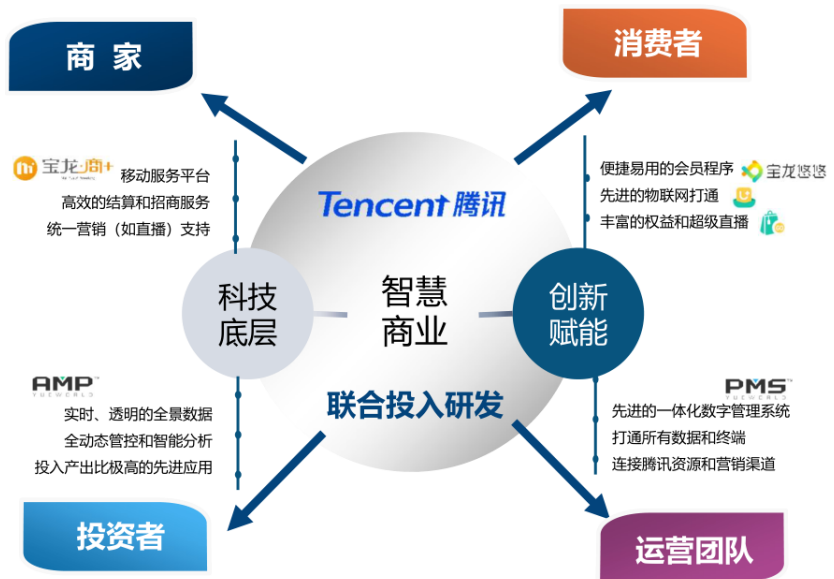 商 家
消费者
宝龙·商+
移动服务平台
高效的结算和招商服务
统一营销（如直播）支持
便捷易用的会员程序
宝龙悠悠
先进的物联网打通
丰富的权益和超级直播
Tencent 腾讯
科技
底层
智慧
商业
创新
赋能
联合投入研发
AMP™
YUEWORLD
实时、透明的全景数据
全动态管控和智能分析
投入产出比极高的先进应用
PMS™
YUEWORLD
先进的一体化数字管理系统
打通所有数据和终端
连接腾讯资源和营销渠道
投资者
运营团队